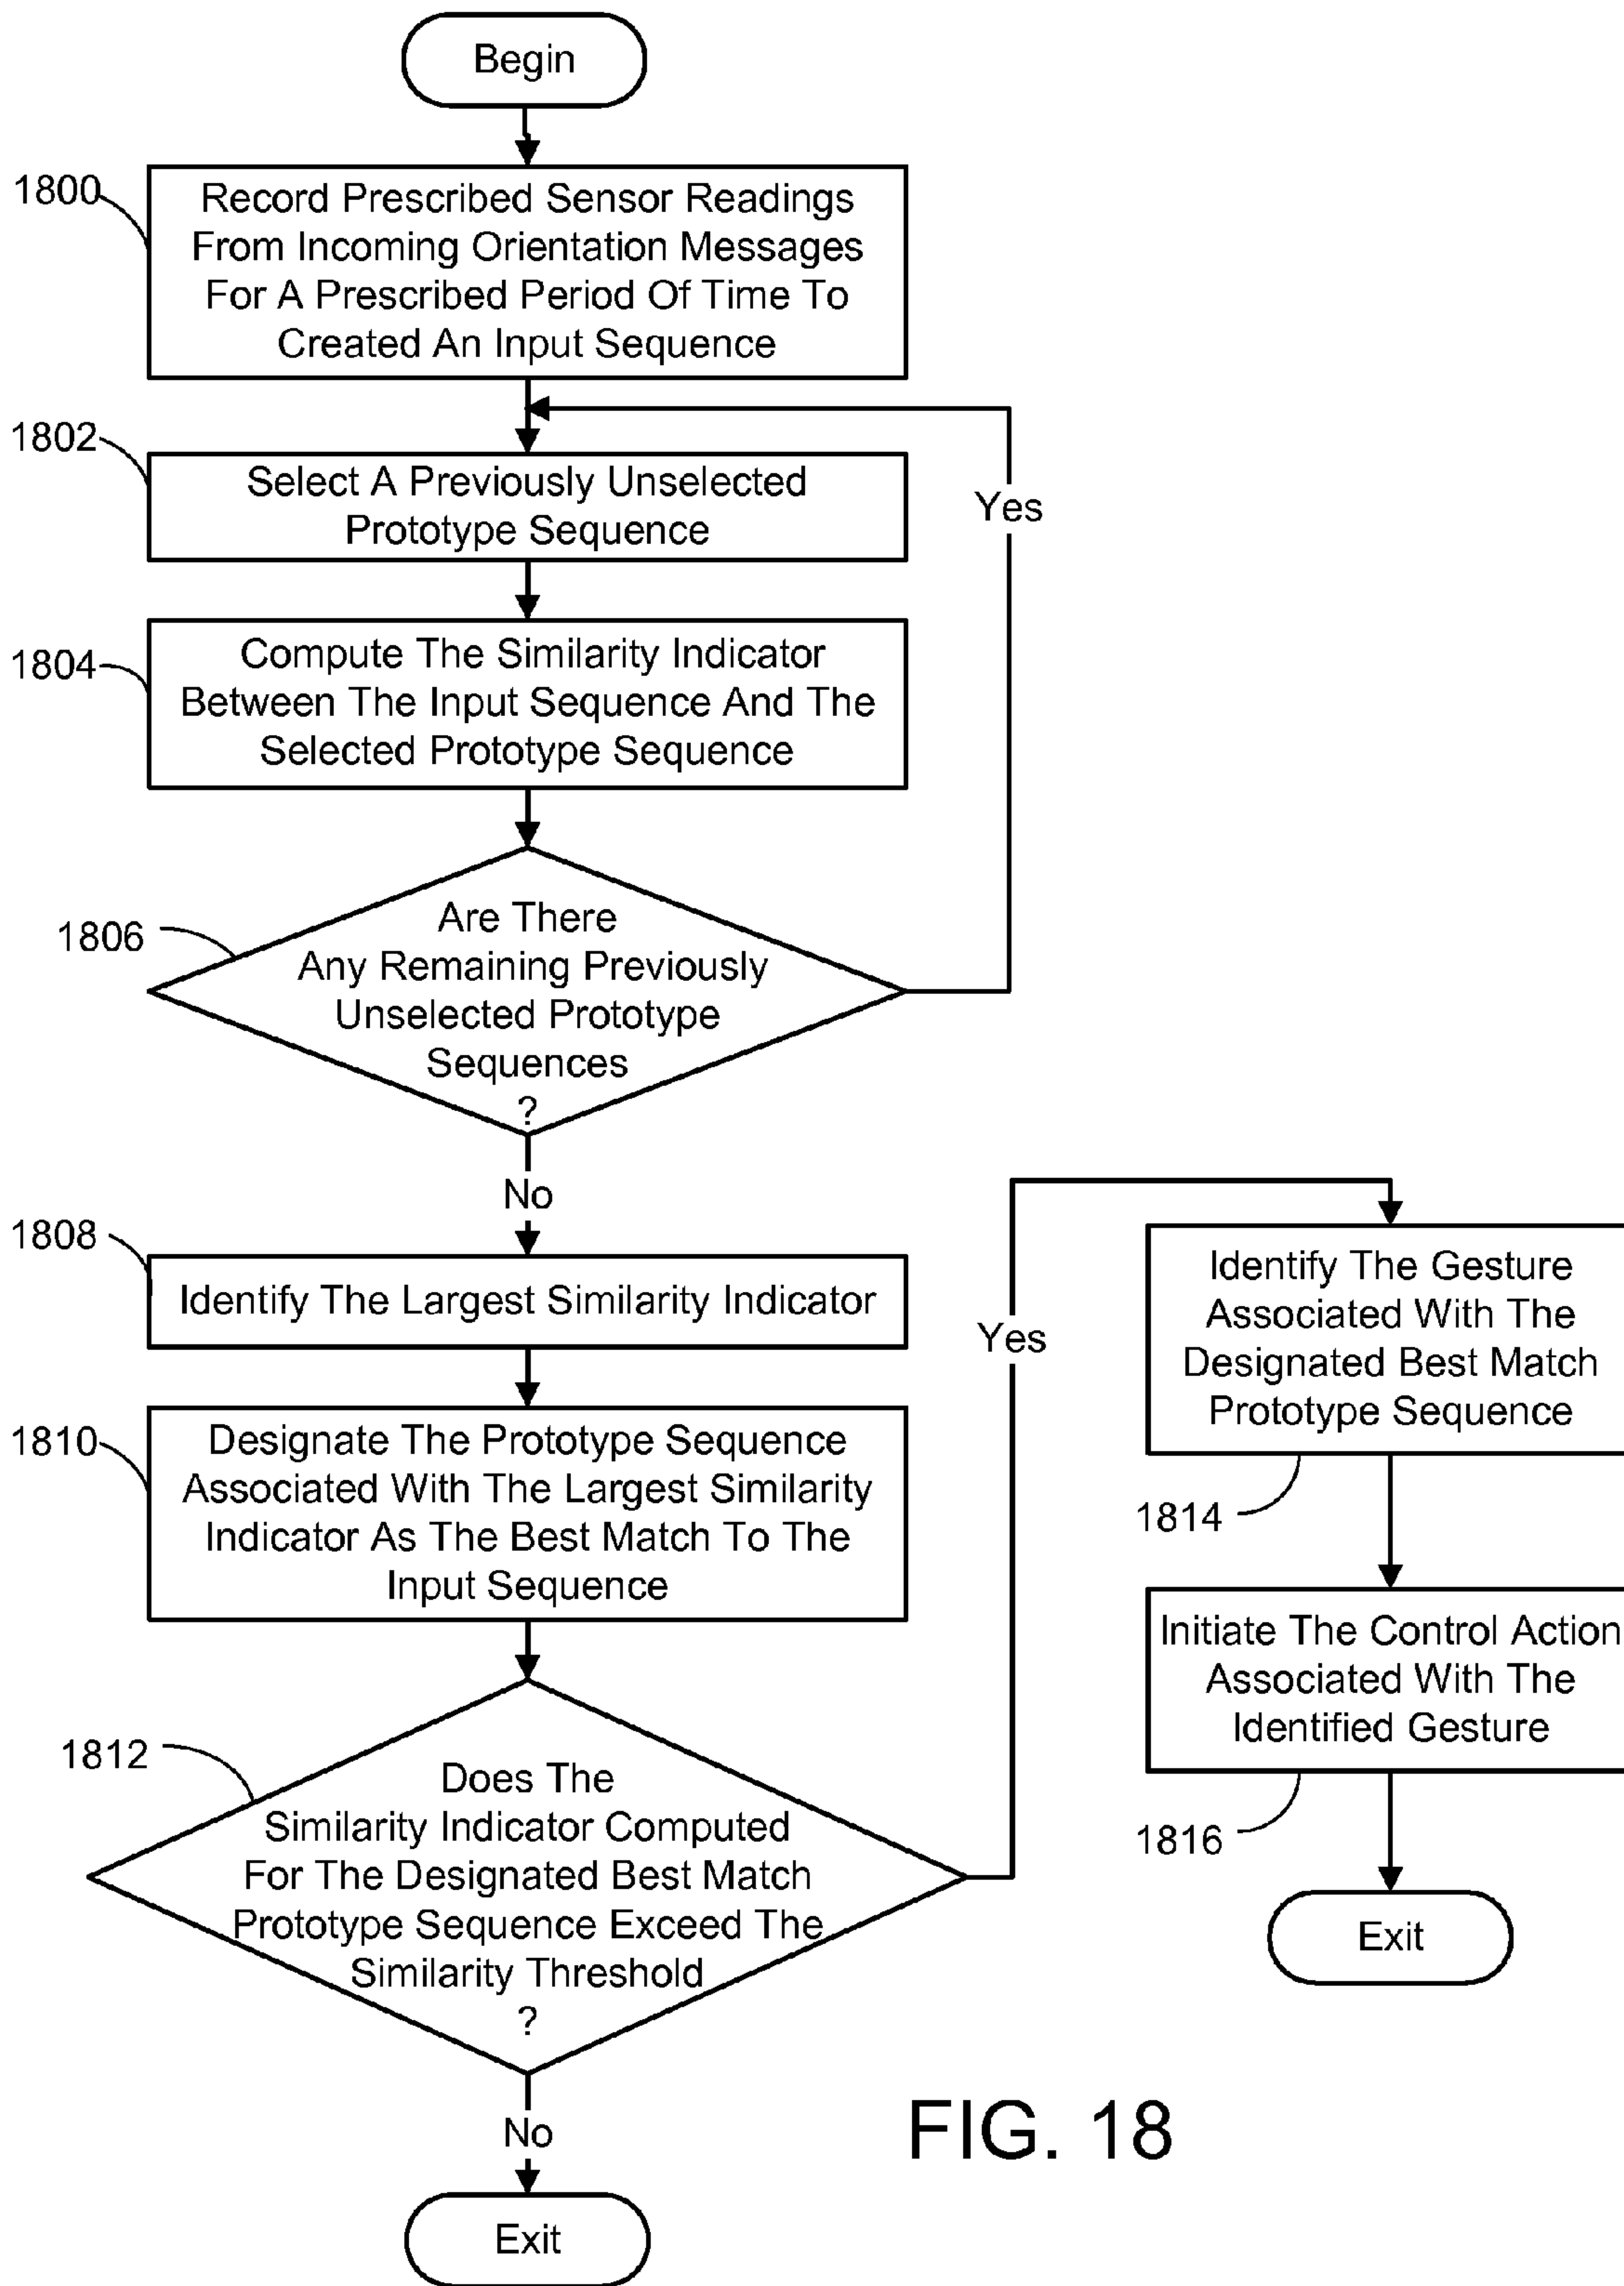 Begin
1800
Record Prescribed Sensor Readings
From Incoming Orientation Messages
For A Prescribed Period Of Time To
Created An Input Sequence
1802
Select A Previously Unselected
Prototype Sequence
Yes
1804
Compute The Similarity Indicator
Between The Input Sequence And The
Selected Prototype Sequence
1806
Are There
Any Remaining Previously
Unselected Prototype
Sequences
?
No
1808
Identify The Largest Similarity Indicator
1810
Designate The Prototype Sequence
Associated With The Largest Similarity
Indicator As The Best Match To The
Input Sequence
1812
Does The
Similarity Indicator Computed
For The Designated Best Match
Prototype Sequence Exceed The
Similarity Threshold
?
No
Exit
Yes
Identify The Gesture
Associated With The
Designated Best Match
Prototype Sequence
1814
Initiate The Control Action
Associated With The
Identified Gesture
1816
Exit
FIG. 18